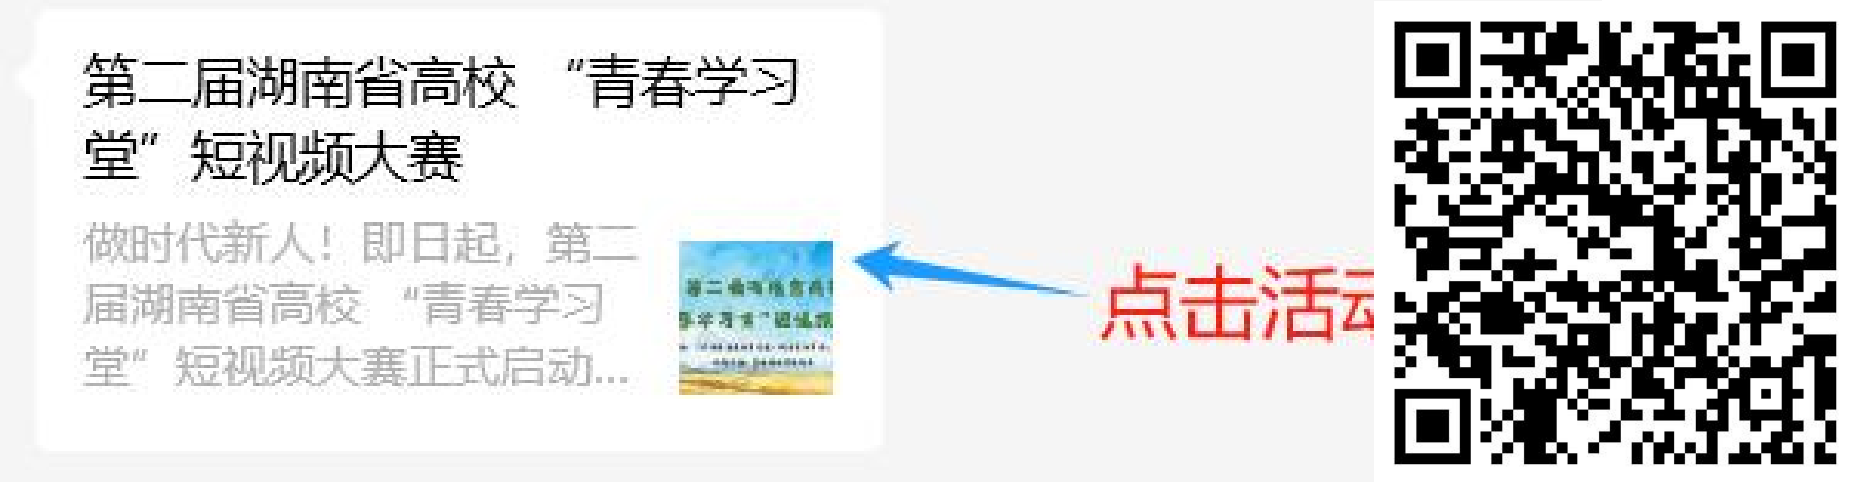 第二届湖南省高校 “青春学习
堂”短视频大赛
做时代新人！即日起，第二
届湖南省高校 “青春学习
堂”短视频大赛正式启动...
点击活